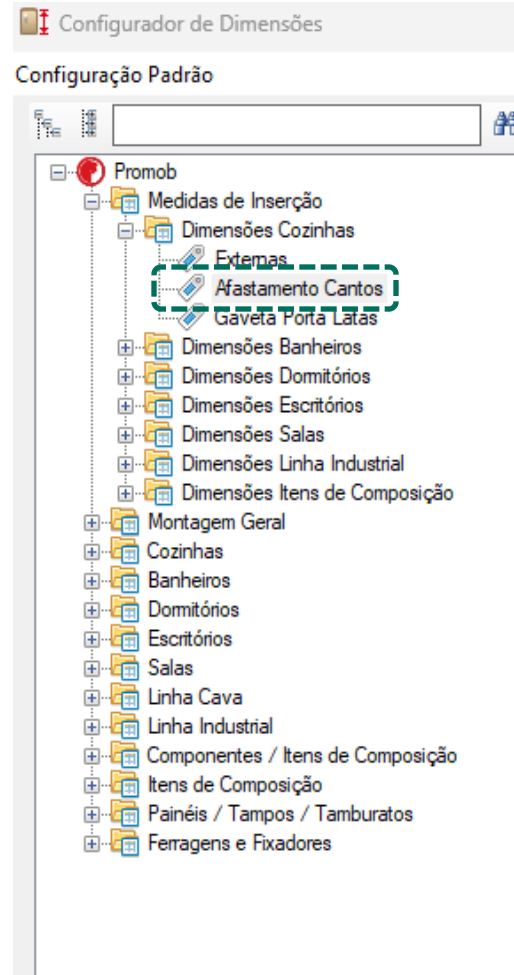 Configurador de Dimensões
Configuração Padrão
Promob
Medidas de Inserção
Dimensões Cozinhas
Externas
Afastamento Cantos
Gaveta Porta Latas
Dimensões Banheiros
Dimensões Dormitórios
Dimensões Escritórios
Dimensões Salas
Dimensões Linha Industrial
Dimensões Itens de Composição
Montagem Geral
Cozinhas
Banheiros
Dormitórios
Escritórios
Salas
Linha Cava
Linha Industrial
Componentes / Itens de Composição
Itens de Composição
Painéis / Tampos / Tamburatos
Ferragens e Fixadores